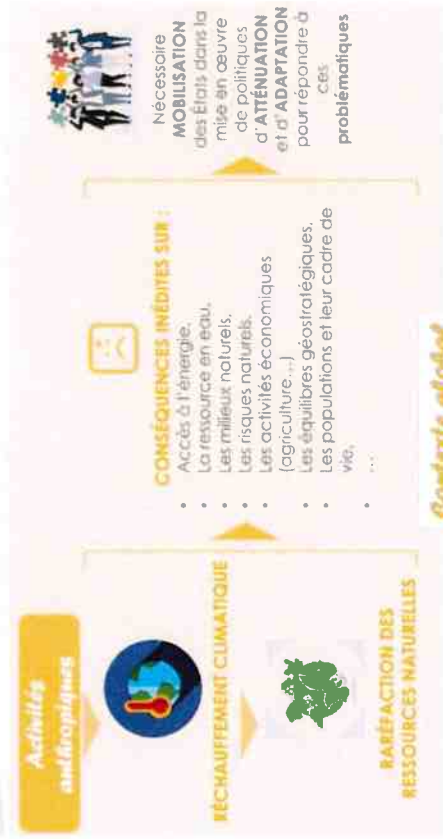 Activités
anthropiques
RÉCHAUFFEMENT CLIMATIQUE
RARÉFACTION DES
RESSOURCES NATURELLES
CONSÉQUENCES INÉDITES SUR :
• Accès à l'énergie,
• La ressource en eau,
• Les milieux naturels,
• Les risques naturels,
• Les activités économiques
(agriculture...)
• Les équilibres géostratégiques,
• Les populations et leur cadre de
vie,
• ...
Nécessaire
MOBILISATION
des États dans la
mise en œuvre
de politiques
d'ATTÉNUATION
et d'ADAPTATION
pour répondre à
ces
problématiques
Contexte global